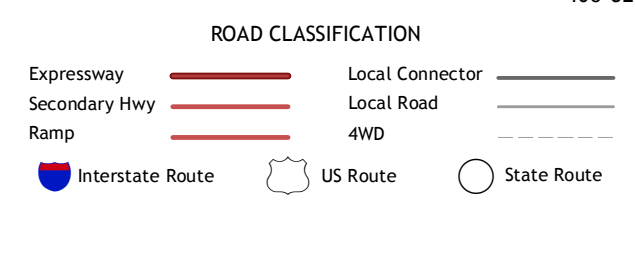 ROAD CLASSIFICATION
Expressway
Local Connector
Secondary Hwy
Local Road
Ramp
4WD
Interstate Route
US Route
State Route